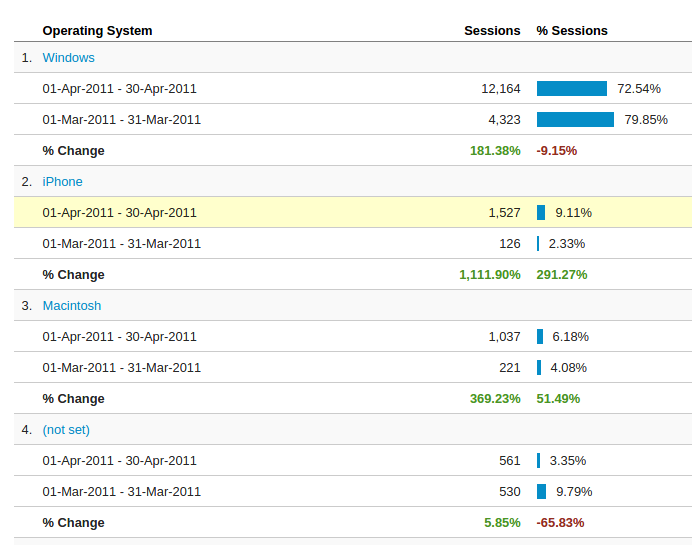 Operating System Sessions % Sessions
1. Windows
01-Apr-2011 - 30-Apr-2011 12,164 72.54%
01-Mar-2011 - 31-Mar-2011 4,323 79.85%
% Change 181.38% -9.15%
2. iPhone
01-Apr-2011 - 30-Apr-2011 1,527 9.11%
01-Mar-2011 - 31-Mar-2011 126 2.33%
% Change 1,111.90% 291.27%
3. Macintosh
01-Apr-2011 - 30-Apr-2011 1,037 6.18%
01-Mar-2011 - 31-Mar-2011 221 4.08%
% Change 369.23% 51.49%
4. (not set)
01-Apr-2011 - 30-Apr-2011 561 3.35%
01-Mar-2011 - 31-Mar-2011 530 9.79%
% Change 5.85% -65.83%